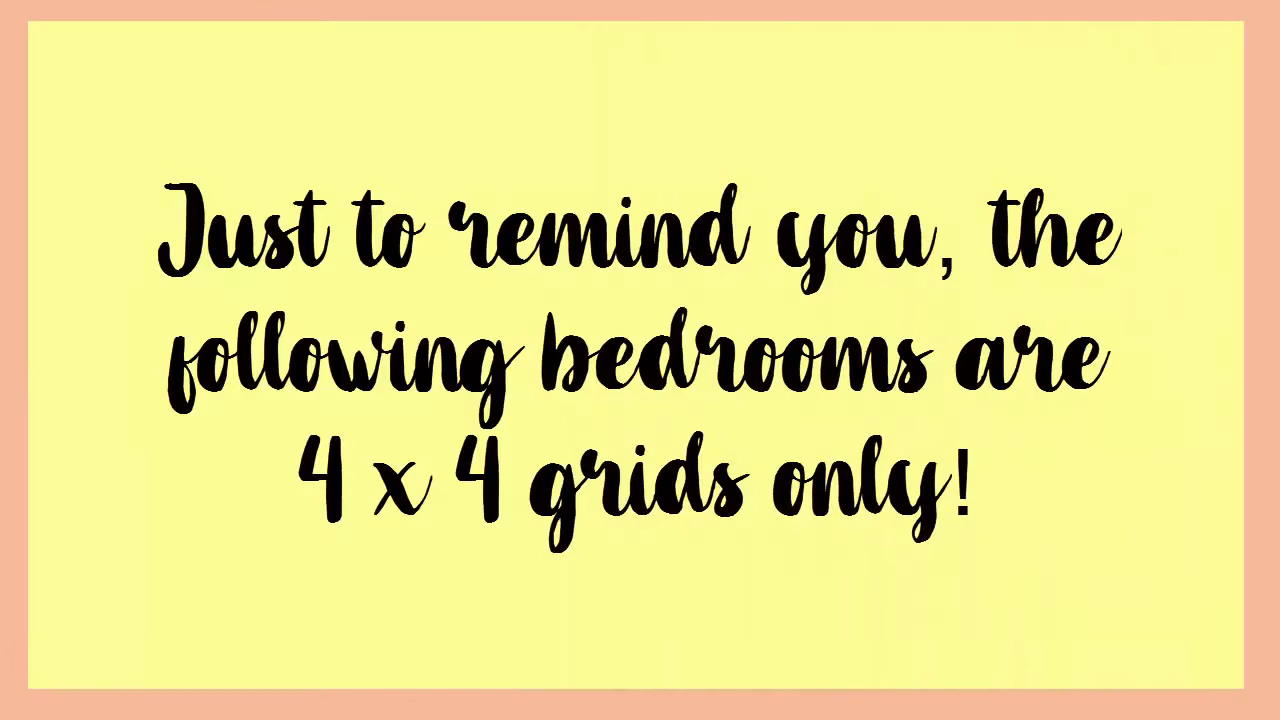 Just to remind you, the
following bedrooms are
4 x 4 grids only!